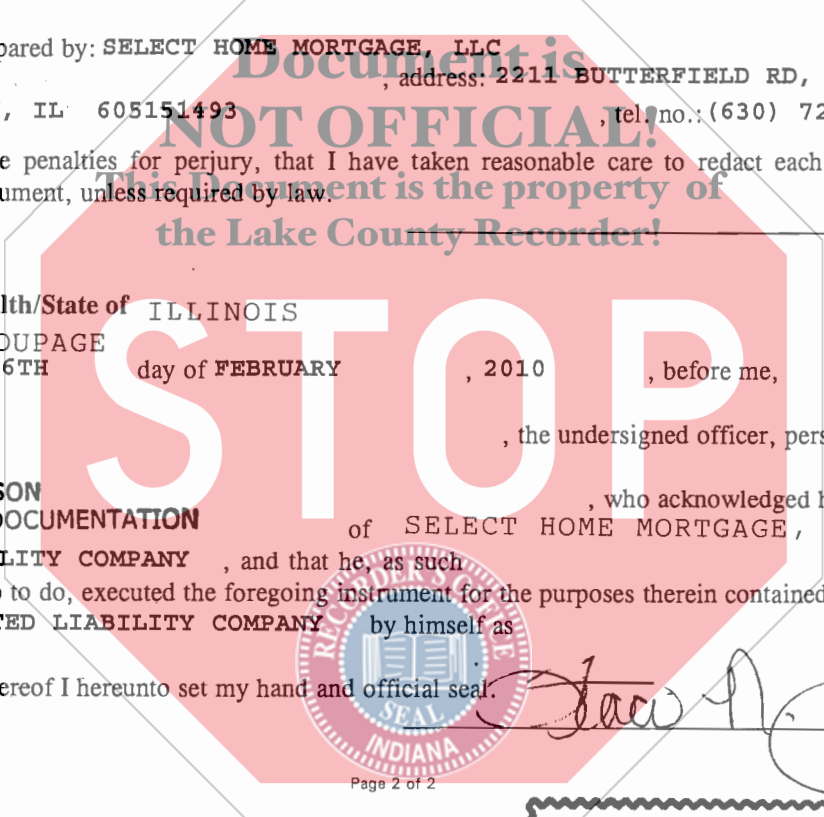 pared by: SELECT HOME MORTGAGE, LLC
Document is
, address: 2211 BUTTERFIELD RD,
, IL 605151493 , tel. no.: (630) 72
NOT OFFICIAL!
e penalties for perjury, that I have taken reasonable care to redact each
This Document is the property of
ument, unless required by law.
the Lake County Recorder!
lth/State of ILLINOIS
DUPAGE
6TH day of FEBRUARY , 2010 , before me,
STOP
, the undersigned officer, pers
SON
, who acknowledged h
DOCUMENTATION of SELECT HOME MORTGAGE,
LITY COMPANY , and that he, as such
o to do, executed the foregoing instrument for the purposes therein contained
TED LIABILITY COMPANY by himself as
ereof I hereunto set my hand and official seal.
RECORDER'S OFFICE
SEAL
INDIANA
Page 2 of 2